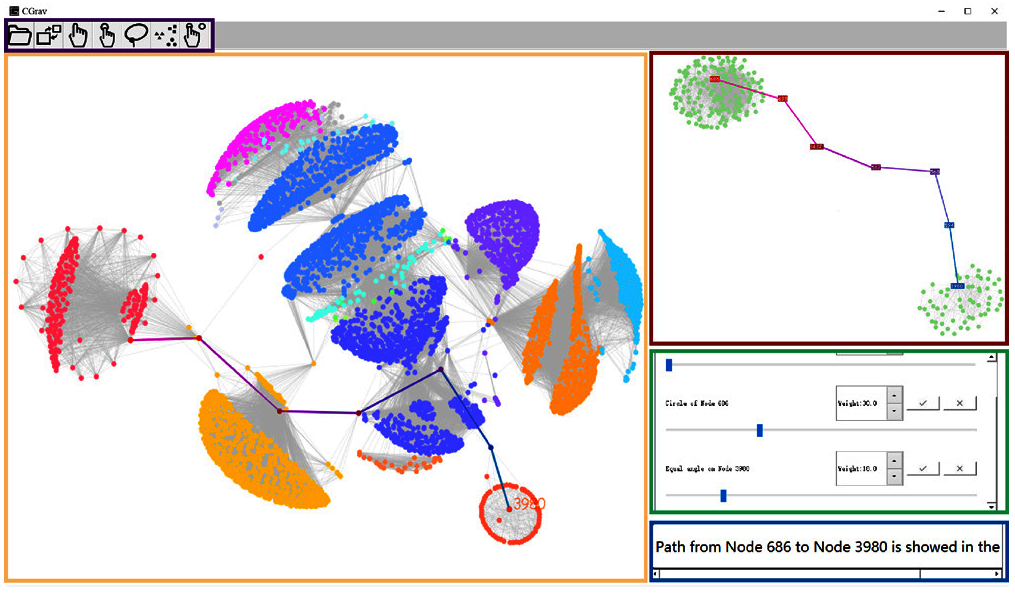 CGrav
3980
Circle of Node 686
Weight:30.0
Equal angle on Node 3980
Weight:10.0
Path from Node 686 to Node 3980 is showed in the